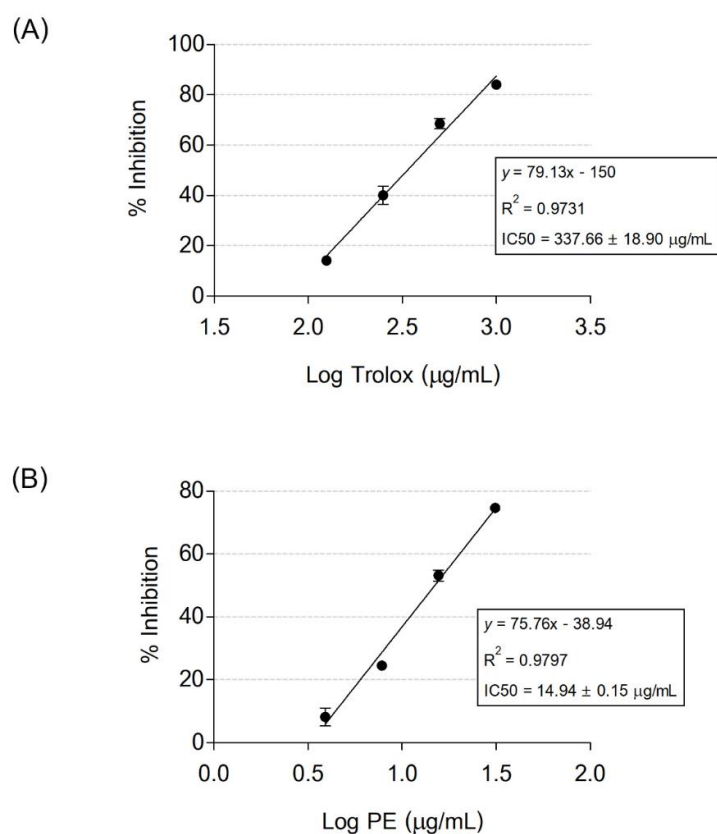 (A)
100
80
60
40
20
0
% Inhibition
y = 79.13x - 150
R² = 0.9731
IC50 = 337.66 ± 18.90 µg/mL
1.5 2.0 2.5 3.0 3.5
Log Trolox (µg/mL)
(B)
80
60
40
20
0
% Inhibition
y = 75.76x - 38.94
R² = 0.9797
IC50 = 14.94 ± 0.15 µg/mL
0.0 0.5 1.0 1.5 2.0
Log PE (µg/mL)